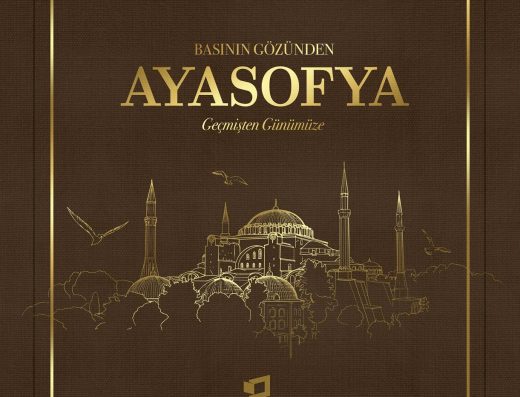 BASININ GÖZÜNDEN
AYASOFYA
Geçmişten Günümüze